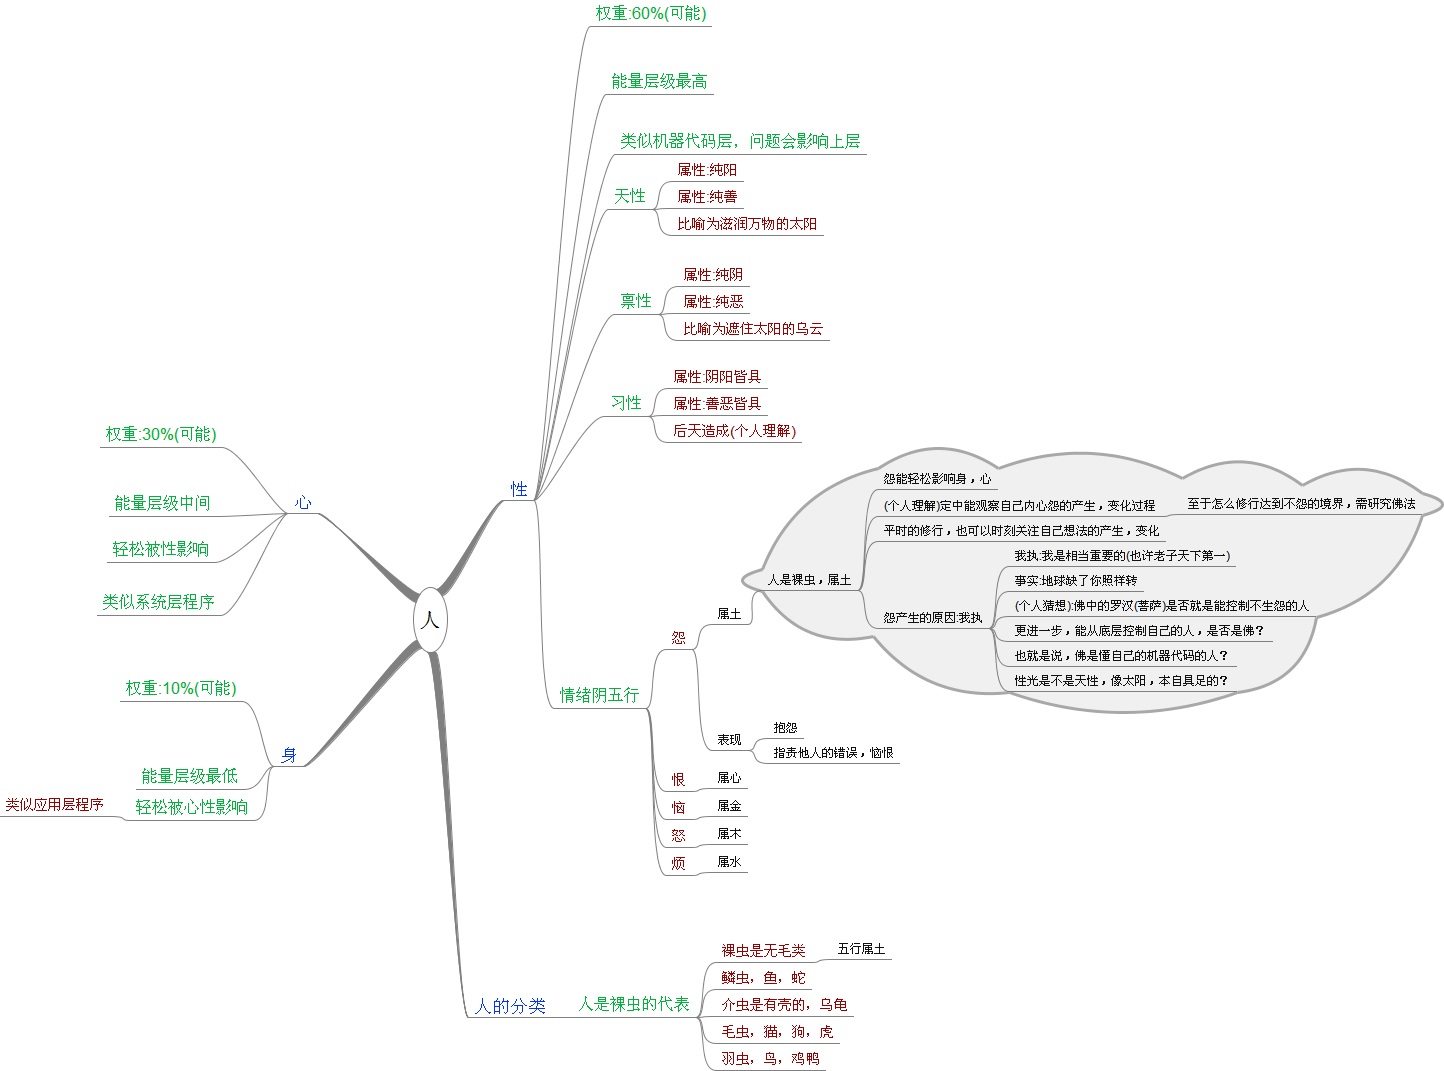 人
性
权重:60%(可能)
能量层级最高
类似机器代码层，问题会影响上层
天性
属性:纯阳
属性:纯善
比喻为滋润万物的太阳
禀性
属性:纯阴
属性:纯恶
比喻为遮住太阳的乌云
习性
属性:阴阳皆具
属性:善恶皆具
后天造成(个人理解)
情绪阴五行
怨
属土
人是裸虫，属土
怨能轻松影响身，心
(个人理解)定中能观察自己内心怨的产生，变化过程
至于怎么修行达到不怨的境界，需研究佛法
平时的修行，也可以时刻关注自己想法的产生，变化
怨产生的原因:我执
我执:我是相当重要的(也许老子天下第一)
事实:地球缺了你照样转
(个人猜想):佛中的罗汉(菩萨)是否就是能控制不生怨的人
更进一步，能从底层控制自己的人，是否是佛？
也就是说，佛是懂自己的机器代码的人？
性光是不是天性，像太阳，本自具足的？
表现
抱怨
指责他人的错误，恼恨
恨
属心
恼
属金
怒
属木
烦
属水
心
权重:30%(可能)
能量层级中间
轻松被性影响
类似系统层程序
身
权重:10%(可能)
能量层级最低
轻松被心性影响
类似应用层程序
人的分类
人是裸虫的代表
裸虫是无毛类
五行属土
鳞虫，鱼，蛇
介虫是有壳的，乌龟
毛虫，猫，狗，虎
羽虫，鸟，鸡鸭